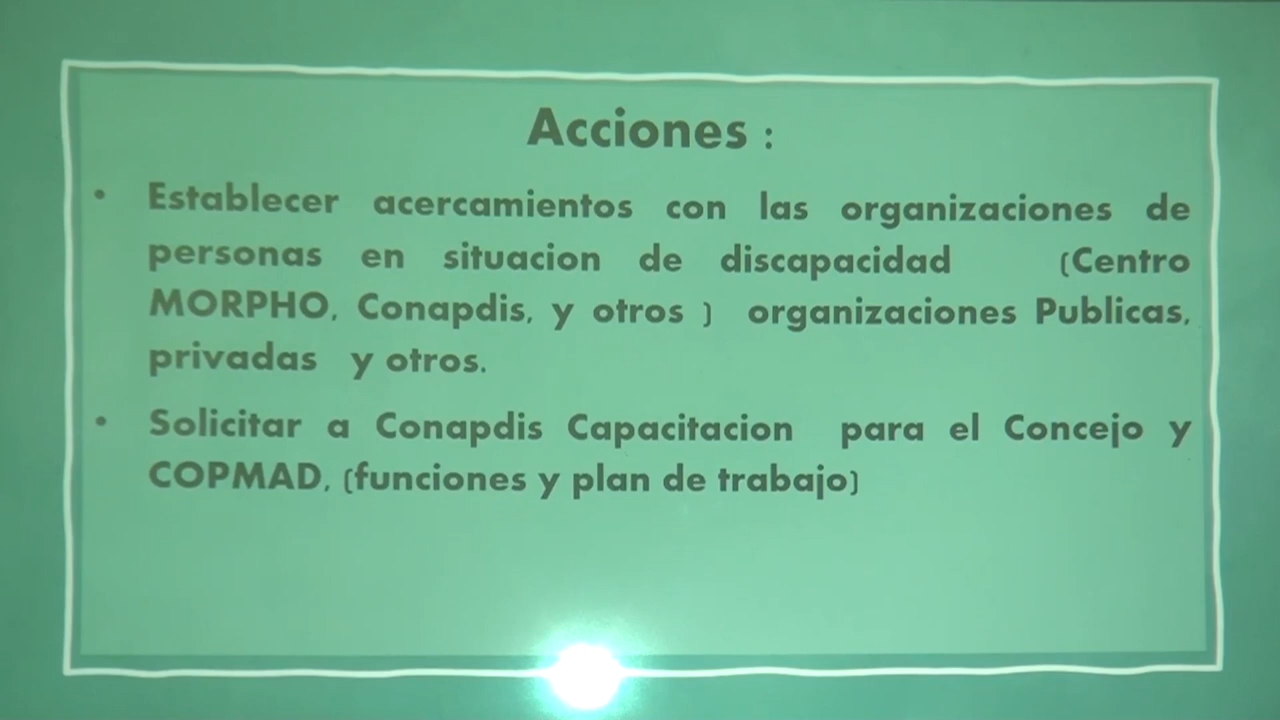 Acciones :
• Establecer acercamientos con las organizaciones de
personas en situacion de discapacidad (Centro
MORPHO, Conapdis, y otros ) organizaciones Publicas,
privadas y otros.
• Solicitar a Conapdis Capacitacion para el Concejo y
COPMAD, (funciones y plan de trabajo)